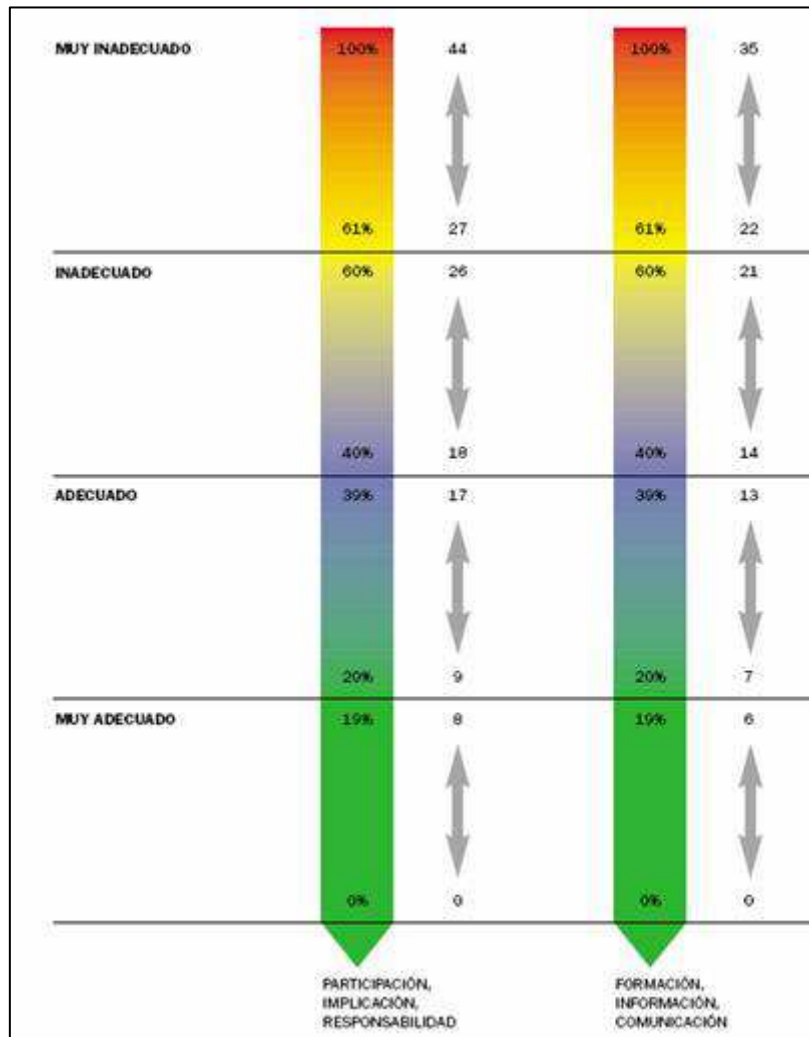 MUY INADECUADO 100% 44 100% 35
61% 27 61% 22
INADECUADO 60% 26 60% 21
40% 18 40% 14
ADECUADO 39% 17 39% 13
20% 9 20% 7
MUY ADECUADO 19% 8 19% 6
0% 0 0% 0
PARTICIPACIÓN, FORMACIÓN,
IMPLICACIÓN, INFORMACIÓN,
RESPONSABILIDAD COMUNICACIÓN